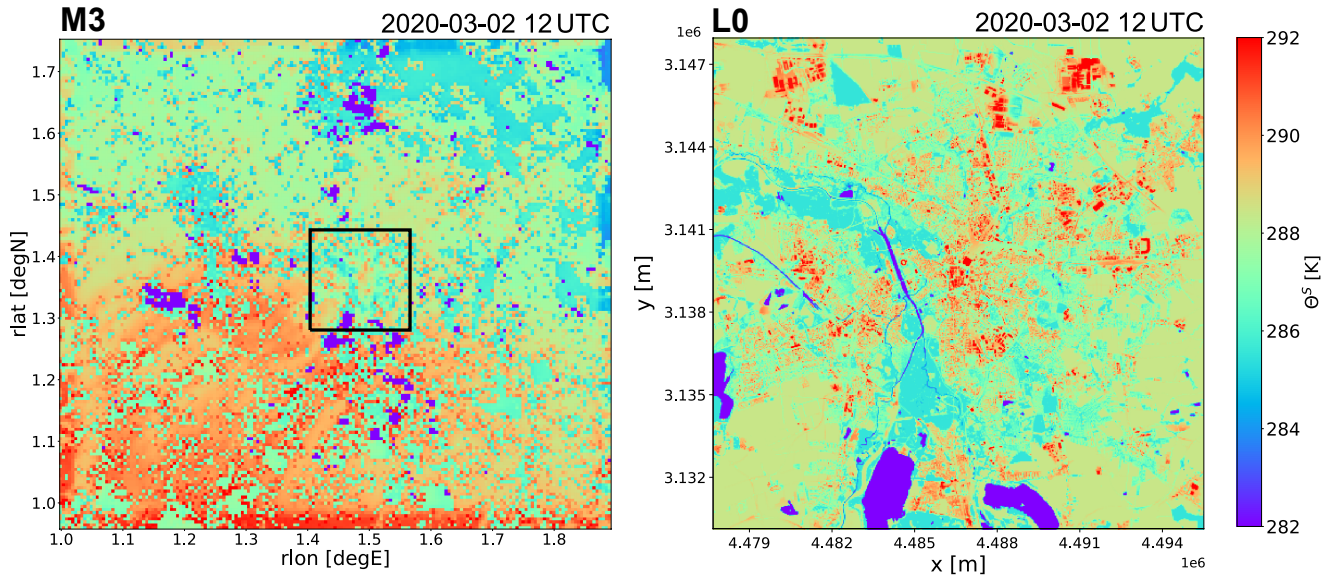 M3 2020-03-02 12 UTC
L0 2020-03-02 12 UTC
1e6
292
290
288
286
284
282
Θˢ [K]
1.7
1.6
1.5
1.4
1.3
1.2
1.1
1.0
rlat [degN]
1.0 1.1 1.2 1.3 1.4 1.5 1.6 1.7 1.8
rlon [degE]
3.147
3.144
3.141
3.138
3.135
3.132
y [m]
4.479 4.482 4.485 4.488 4.491 4.494
1e6
x [m]